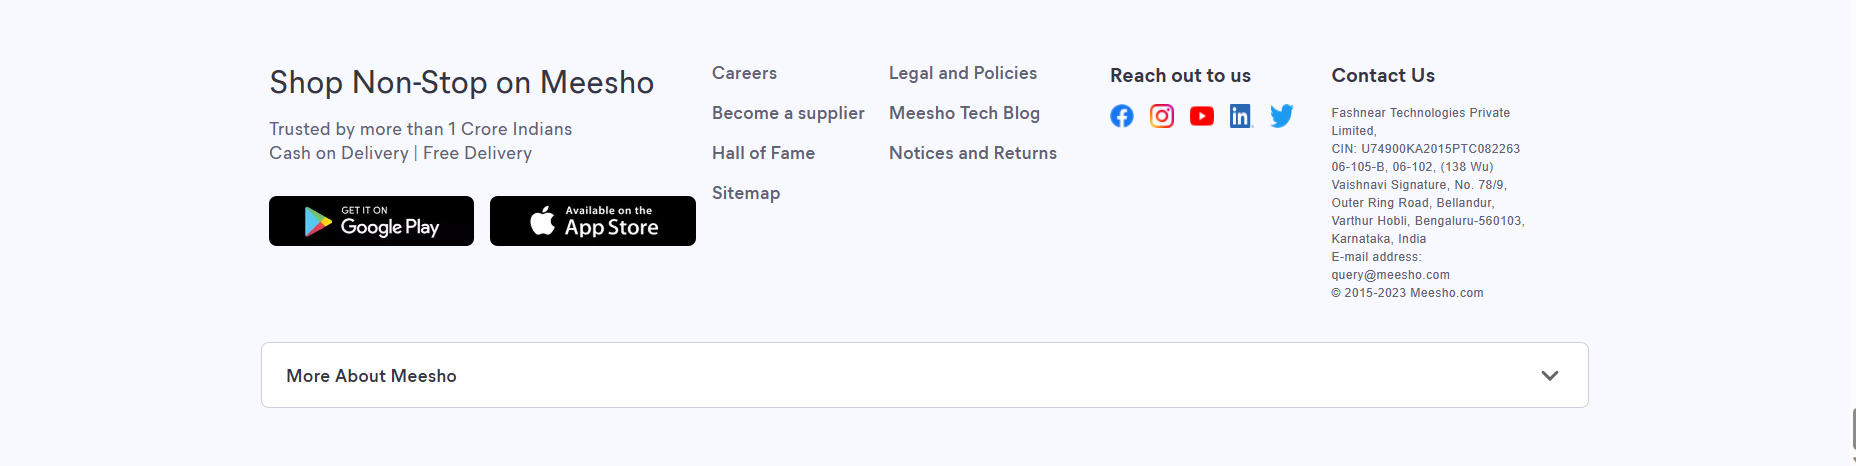 Shop Non-Stop on Meesho
Trusted by more than 1 Crore Indians
Cash on Delivery | Free Delivery
GET IT ON
Google Play
Available on the
App Store
Careers
Become a supplier
Hall of Fame
Sitemap
Legal and Policies
Meesho Tech Blog
Notices and Returns
Reach out to us
Contact Us
Fashnear Technologies Private
Limited,
CIN: U74900KA2015PTC082263
06-105-B, 06-102, (138 Wu)
Vaishnavi Signature, No. 78/9,
Outer Ring Road, Bellandur,
Varthur Hobli, Bengaluru-560103,
Karnataka, India
E-mail address:
query@meesho.com
© 2015-2023 Meesho.com
More About Meesho